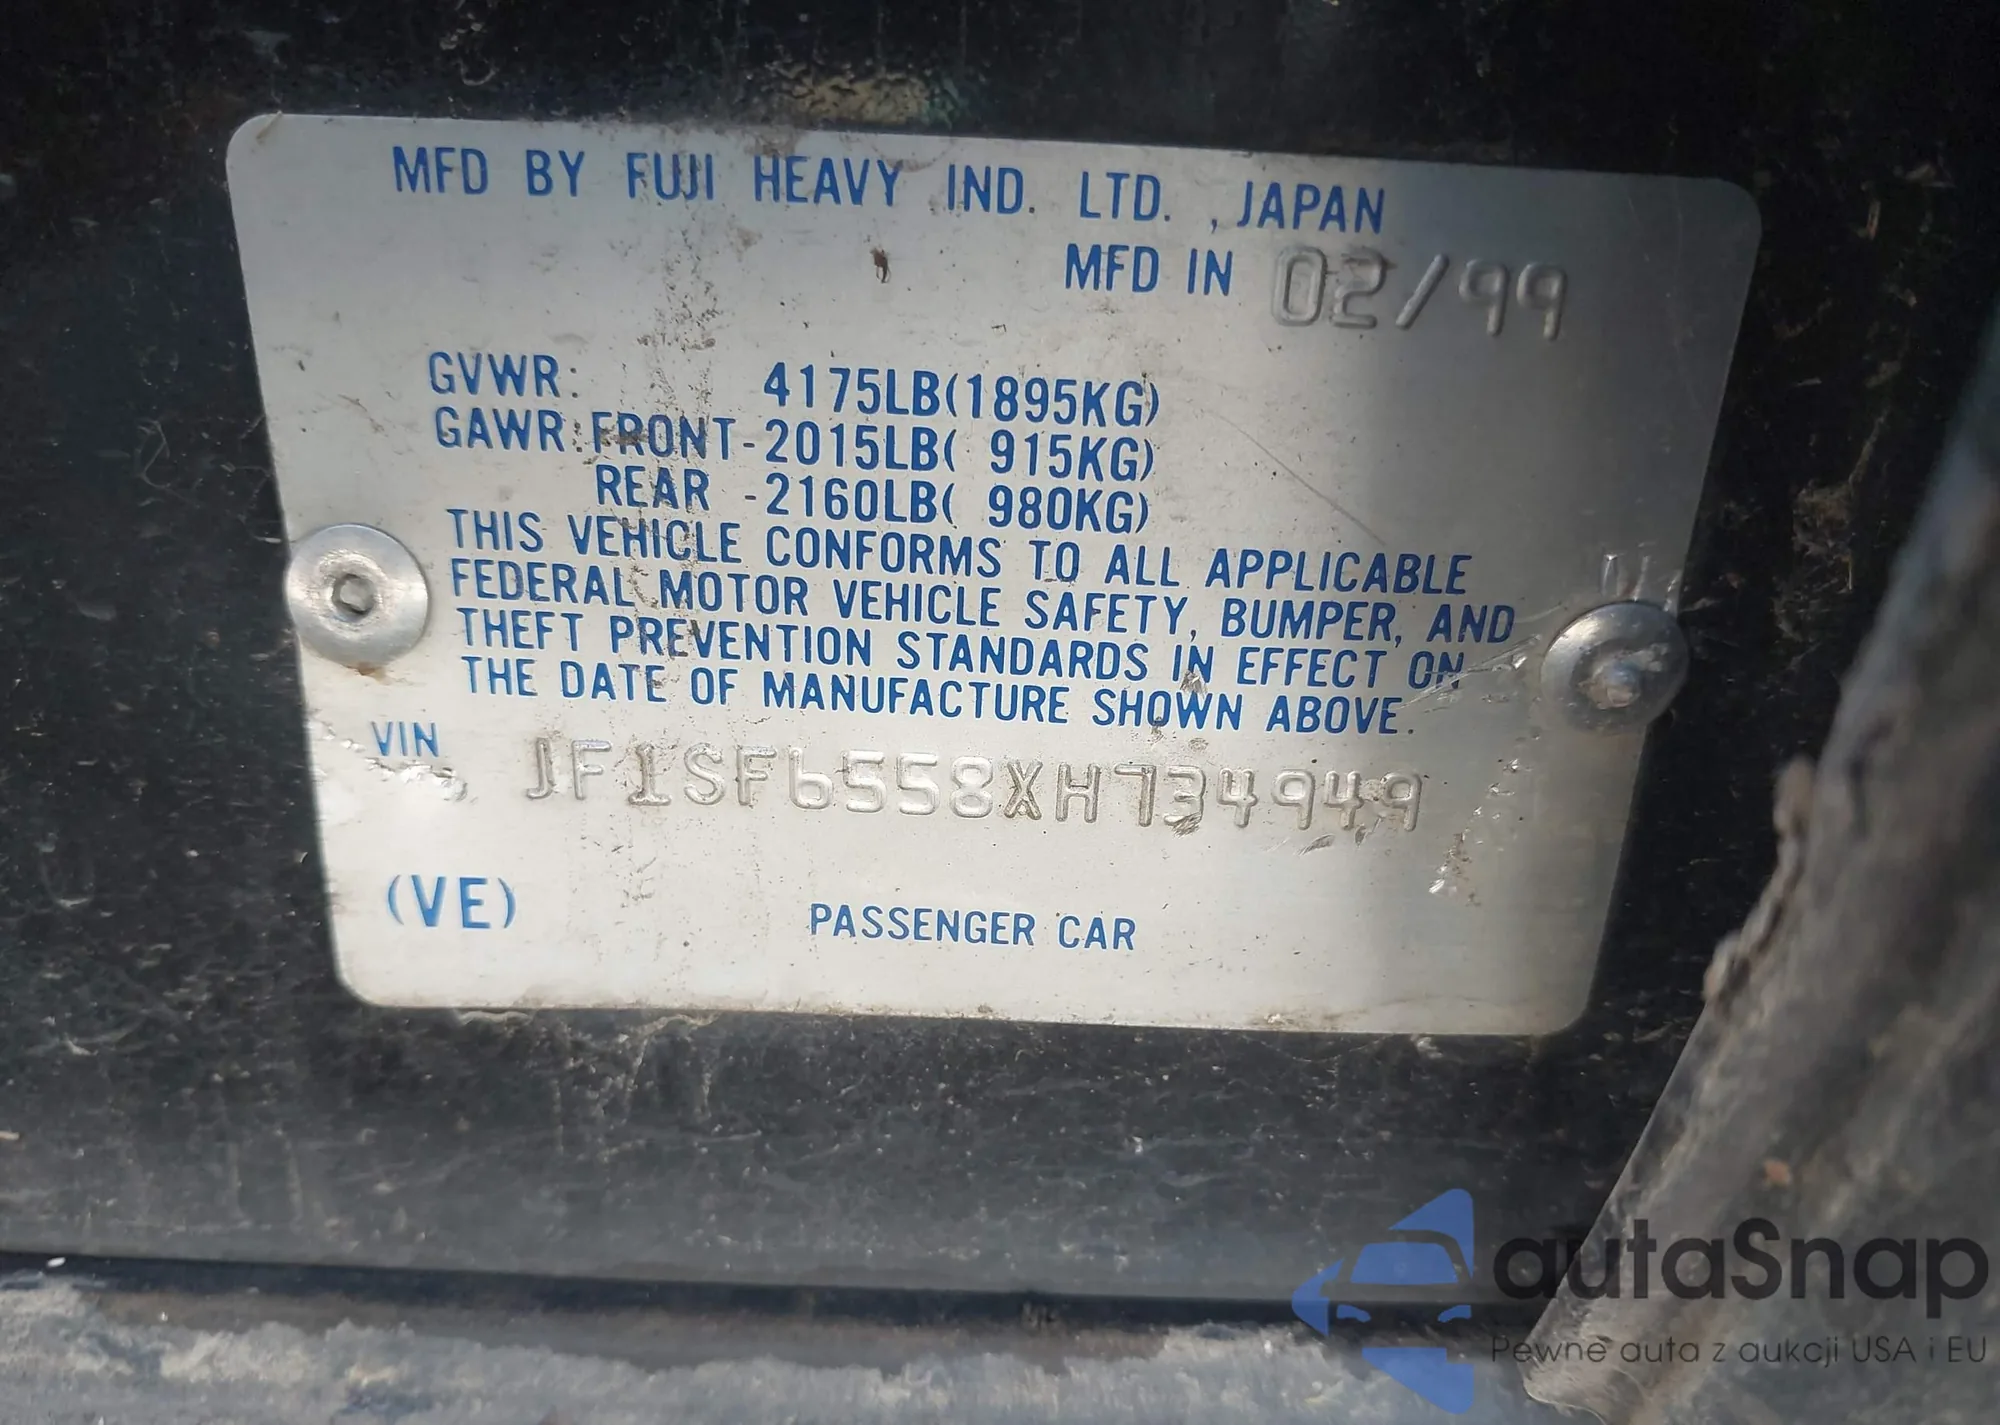 MFD BY FUJI HEAVY IND. LTD. , JAPAN
MFD IN 02/99
GVWR: 4175LB(1895KG)
GAWR:FRONT-2015LB( 915KG)
REAR -2160LB( 980KG)
THIS VEHICLE CONFORMS TO ALL APPLICABLE
FEDERAL MOTOR VEHICLE SAFETY, BUMPER, AND
THEFT PREVENTION STANDARDS IN EFFECT ON
THE DATE OF MANUFACTURE SHOWN ABOVE.
VIN JF1SF6558XH734949
(VE) PASSENGER CAR
autaSnap
Pewne auta z aukcji USA i EU